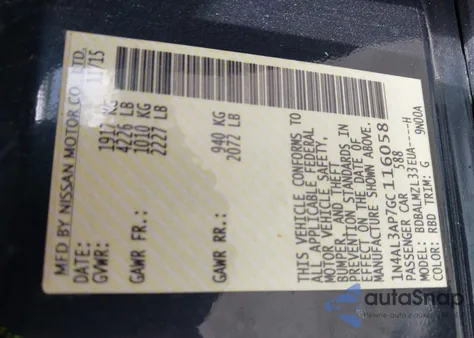 MFD BY NISSAN MOTOR CO., LTD.
DATE: 11/15
GVWR: 1917 KG
4226 LB
GAWR FR.: 1010 KG
2227 LB
GAWR RR.: 940 KG
2072 LB
THIS VEHICLE CONFORMS TO
ALL APPLICABLE FEDERAL
MOTOR VEHICLE SAFETY,
BUMPER, AND THEFT
PREVENTION STANDARDS IN
EFFECT ON THE DATE OF
MANUFACTURE SHOWN ABOVE.
1N4AL3AP7GC116058
PASSENGER CAR 588
MODEL: BDBALMZL33EUA----H
COLOR: RBD TRIM: G 9N00A
autoSnap